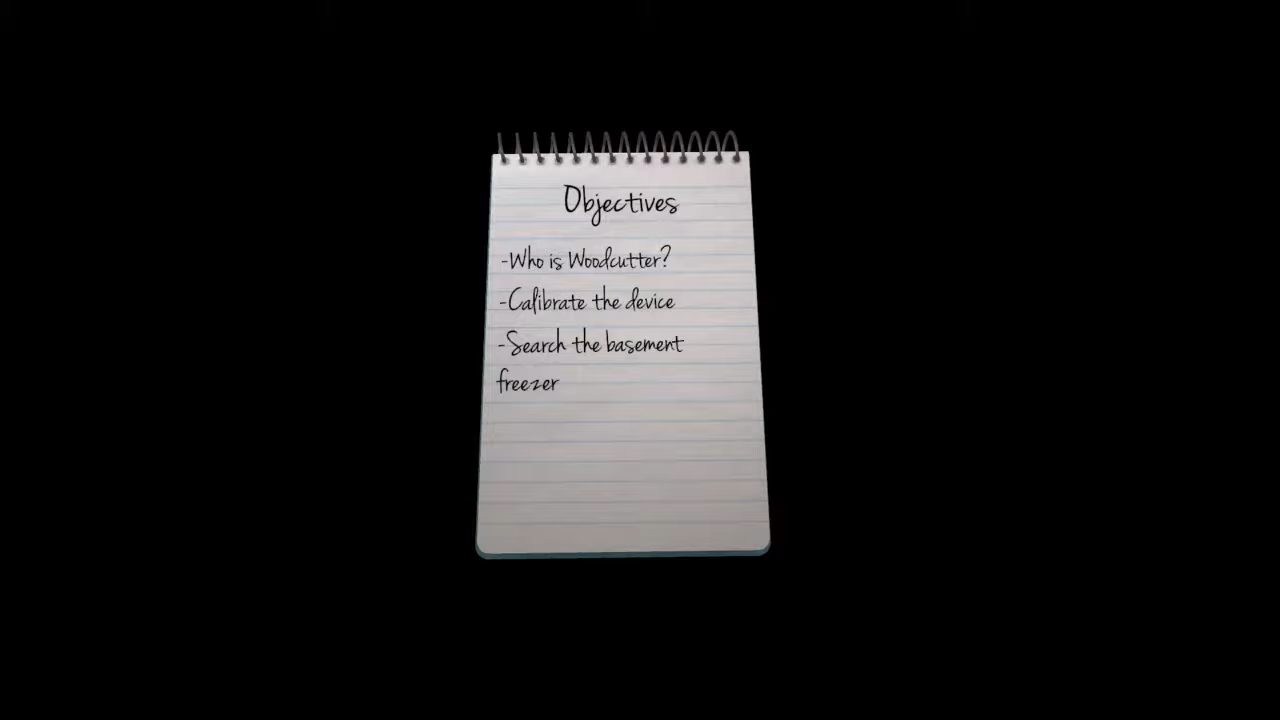 Objectives
-Who is Woodcutter?
-Calibrate the device
-Search the basement
freezer